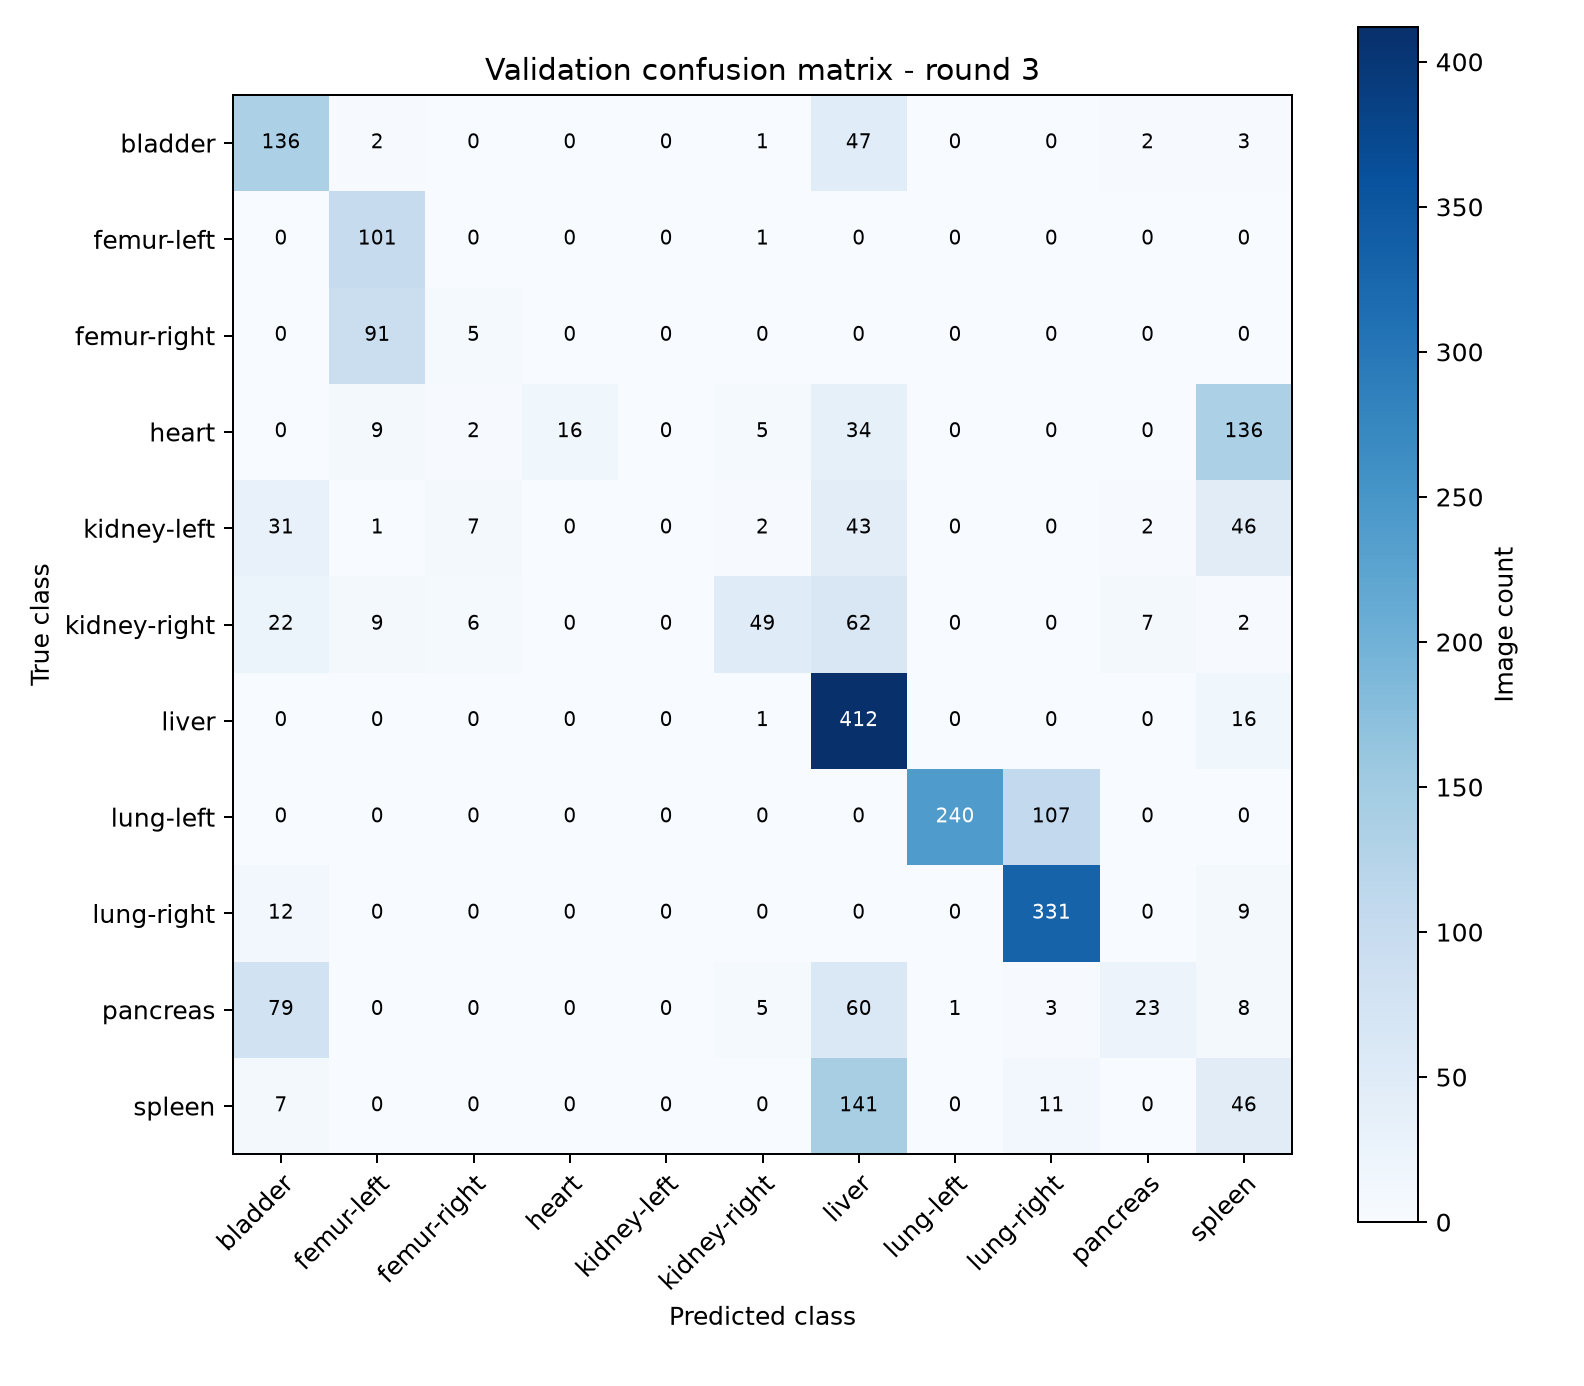 Validation confusion matrix - round 3
True class
bladder 136 2 0 0 0 1 47 0 0 2 3
femur-left 0 101 0 0 0 1 0 0 0 0 0
femur-right 0 91 5 0 0 0 0 0 0 0 0
heart 0 9 2 16 0 5 34 0 0 0 136
kidney-left 31 1 7 0 0 2 43 0 0 2 46
kidney-right 22 9 6 0 0 49 62 0 0 7 2
liver 0 0 0 0 0 1 412 0 0 0 16
lung-left 0 0 0 0 0 0 0 240 107 0 0
lung-right 12 0 0 0 0 0 0 0 331 0 9
pancreas 79 0 0 0 0 5 60 1 3 23 8
spleen 7 0 0 0 0 0 141 0 11 0 46
bladder femur-left femur-right heart kidney-left kidney-right liver lung-left lung-right pancreas spleen
Predicted class
400
350
300
250
200
150
100
50
0
Image count